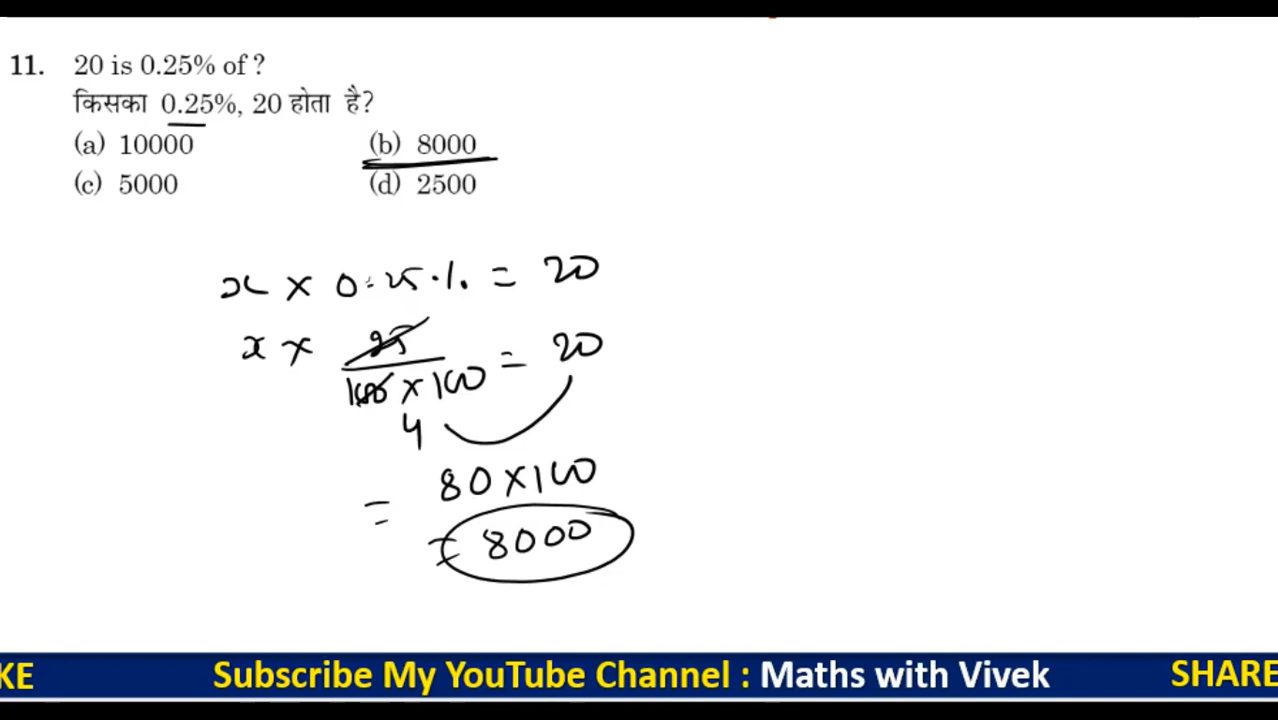 11. 20 is 0.25% of ?
किसका 0.25%, 20 होता है?
(a) 10000 (b) 8000
(c) 5000 (d) 2500
x × 0.25% = 20
x × 25 / 100 × 100 = 20
4
= 80 × 100
= 8000
KE Subscribe My YouTube Channel : Maths with Vivek SHARE